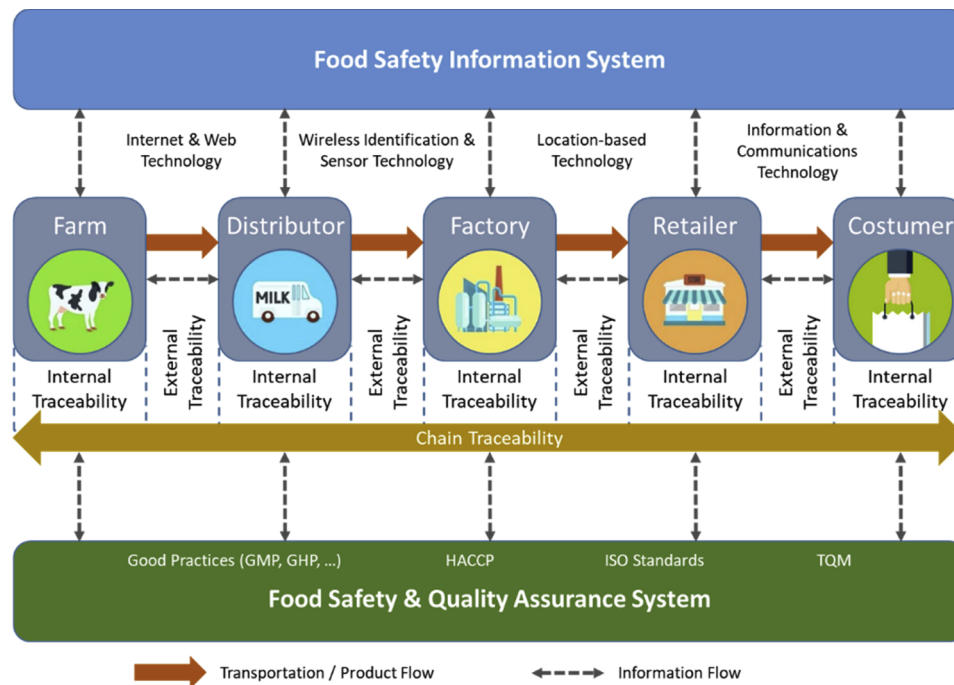 Food Safety Information System
Internet & Web
Technology
Wireless Identification &
Sensor Technology
Location-based
Technology
Information &
Communications
Technology
Farm
Distributor
Factory
Retailer
Costumer
MILK
Internal
Traceability
External
Traceability
Internal
Traceability
External
Traceability
Internal
Traceability
External
Traceability
Internal
Traceability
External
Traceability
Internal
Traceability
Chain Traceability
Good Practices (GMP, GHP, ...)
HACCP
ISO Standards
TQM
Food Safety & Quality Assurance System
Transportation / Product Flow
Information Flow